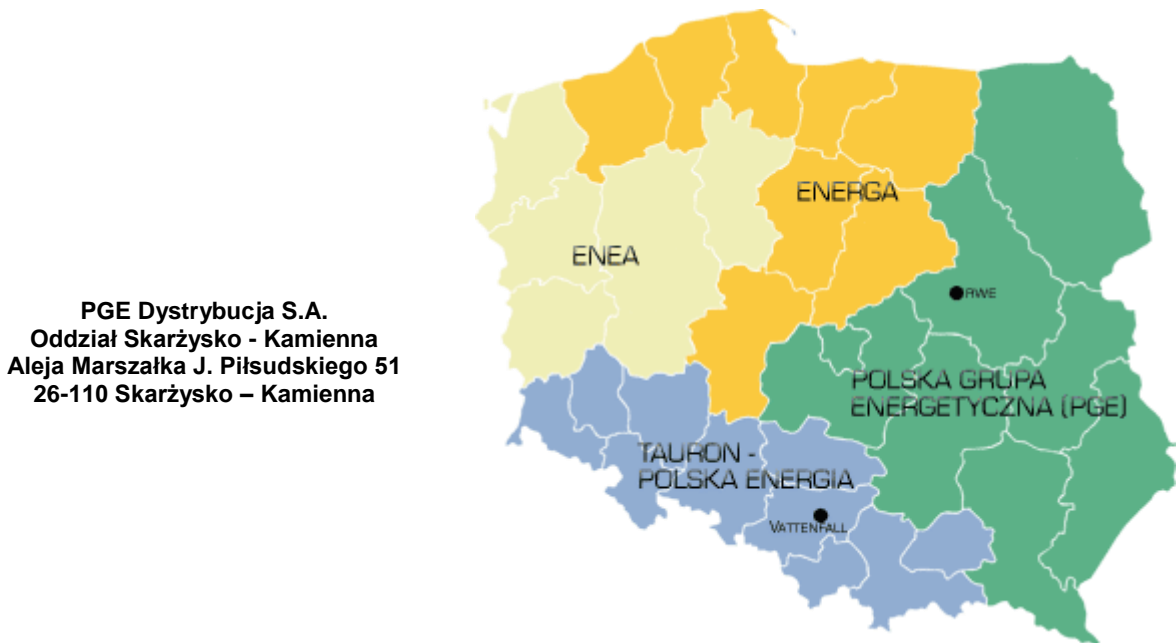 PGE Dystrybucja S.A.
Oddział Skarżysko - Kamienna
Aleja Marszałka J. Piłsudskiego 51
26-110 Skarżysko – Kamienna
ENERGA
ENEA
RWE
POLSKA GRUPA
ENERGETYCZNA (PGE)
TAURON -
POLSKA ENERGIA
VATTENFALL